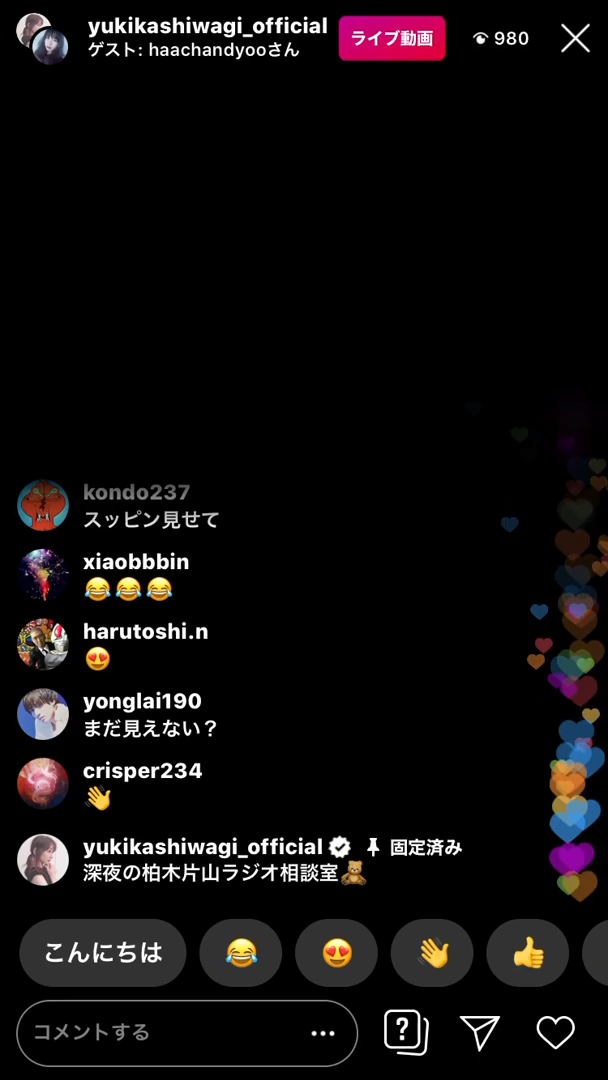 yukikashiwagi_official
ゲスト: haachandyooさん
ライブ動画
980
kondo237
スッピン見せて
xiaobbbin
😂😂😂
harutoshi.n
😍
yonglai190
まだ見えない？
crisper234
👋
yukikashiwagi_official 固定済み
深夜の柏木片山ラジオ相談室🧸
こんにちは 😂 😍 👋 👍
コメントする